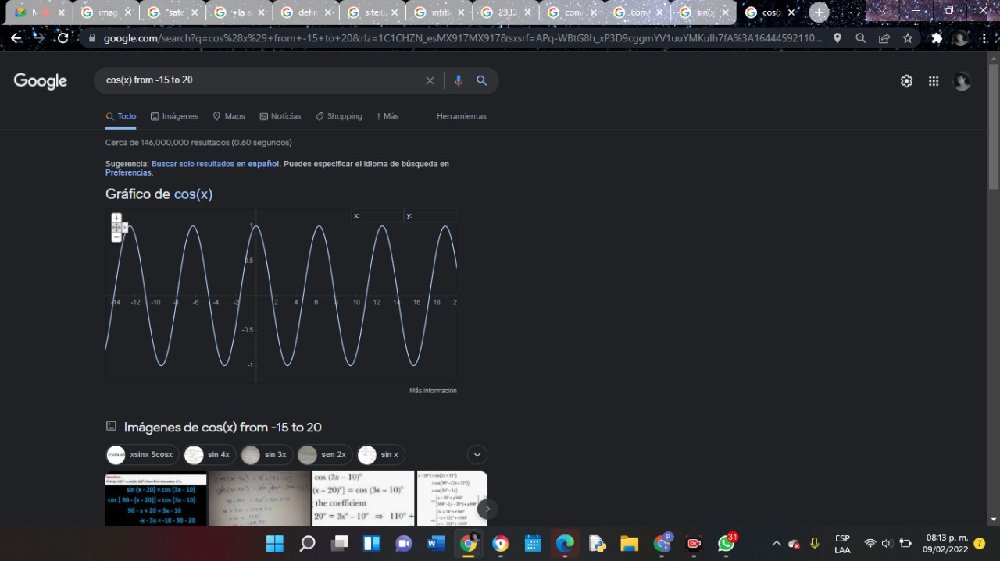 imag
"sate
+la a
defin
site:u
intitl
2333
conv
conv
sin(x
cos(x
google.com/search?q=cos%28x%29+from+-15+to+20&rlz=1C1CHZN_esMX917MX917&sxsrf=APq-WBtG8h_xP3D9cggmYV1uuYMKuIh7fA%3A16444592110...
Google
cos(x) from -15 to 20
Todo Imágenes Maps Noticias Shopping Más Herramientas
Cerca de 146,000,000 resultados (0.60 segundos)
Sugerencia: Buscar solo resultados en español. Puedes especificar el idioma de búsqueda en
Preferencias.
Gráfico de cos(x)
x: y:
1
0.5
-14 -12 -10 -8 -6 -4 -2 2 4 6 8 10 12 14 16 18 2
-0.5
-1
Más información
Imágenes de cos(x) from -15 to 20
xsinx 5cosx sin 4x sin 3x sen 2x sin x
sin (x - 20) = cos (3x - 10)
cos [ 90 - (x - 20)] = cos (3x - 10)
90 - x + 20 = 3x - 10
-x - 3x = -10 - 90 - 20
cos (3x − 10)°
(x − 20)°] = cos (3x − 10)°
the coefficient
20° = 3x° − 10° ⇒ 110° +
ESP
LAA
08:13 p. m.
09/02/2022
31
7